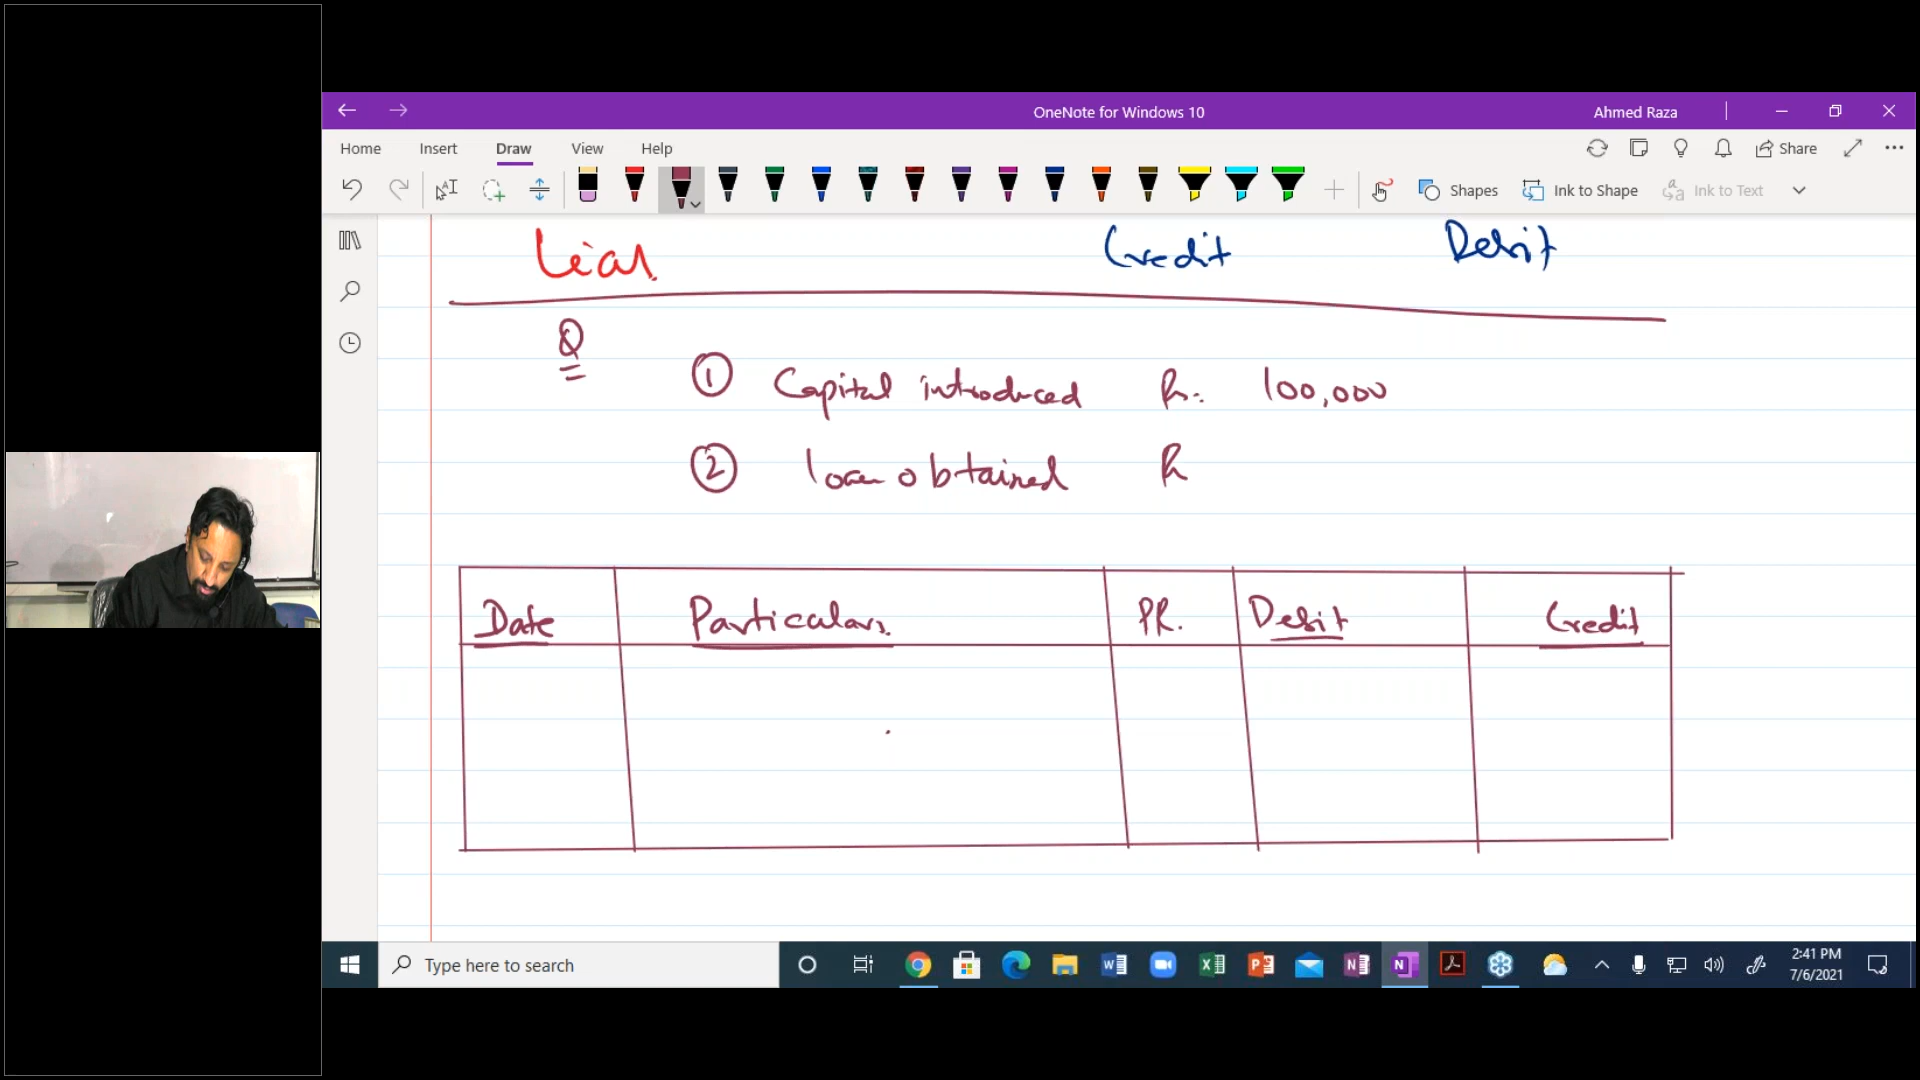 OneNote for Windows 10 Ahmed Raza
Home Insert Draw View Help Share
Shapes Ink to Shape Ink to Text
Credit Debit
Q
① Capital introduced Rs. 100,000
② loan obtained R
Date Particulars. PR. Debit Credit
Type here to search
2:41 PM
7/6/2021